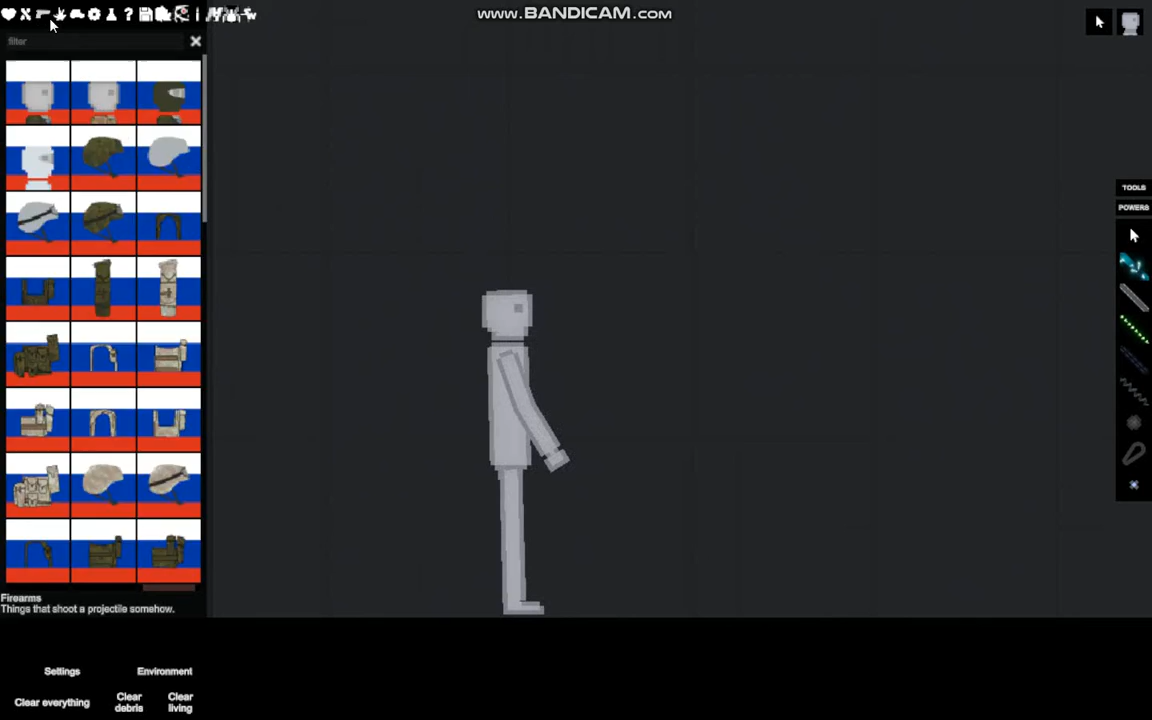 www.BANDICAM.com
filter
TOOLS
POWERS
Firearms
Things that shoot a projectile somehow.
Settings
Environment
Clear everything
Clear debris
Clear living